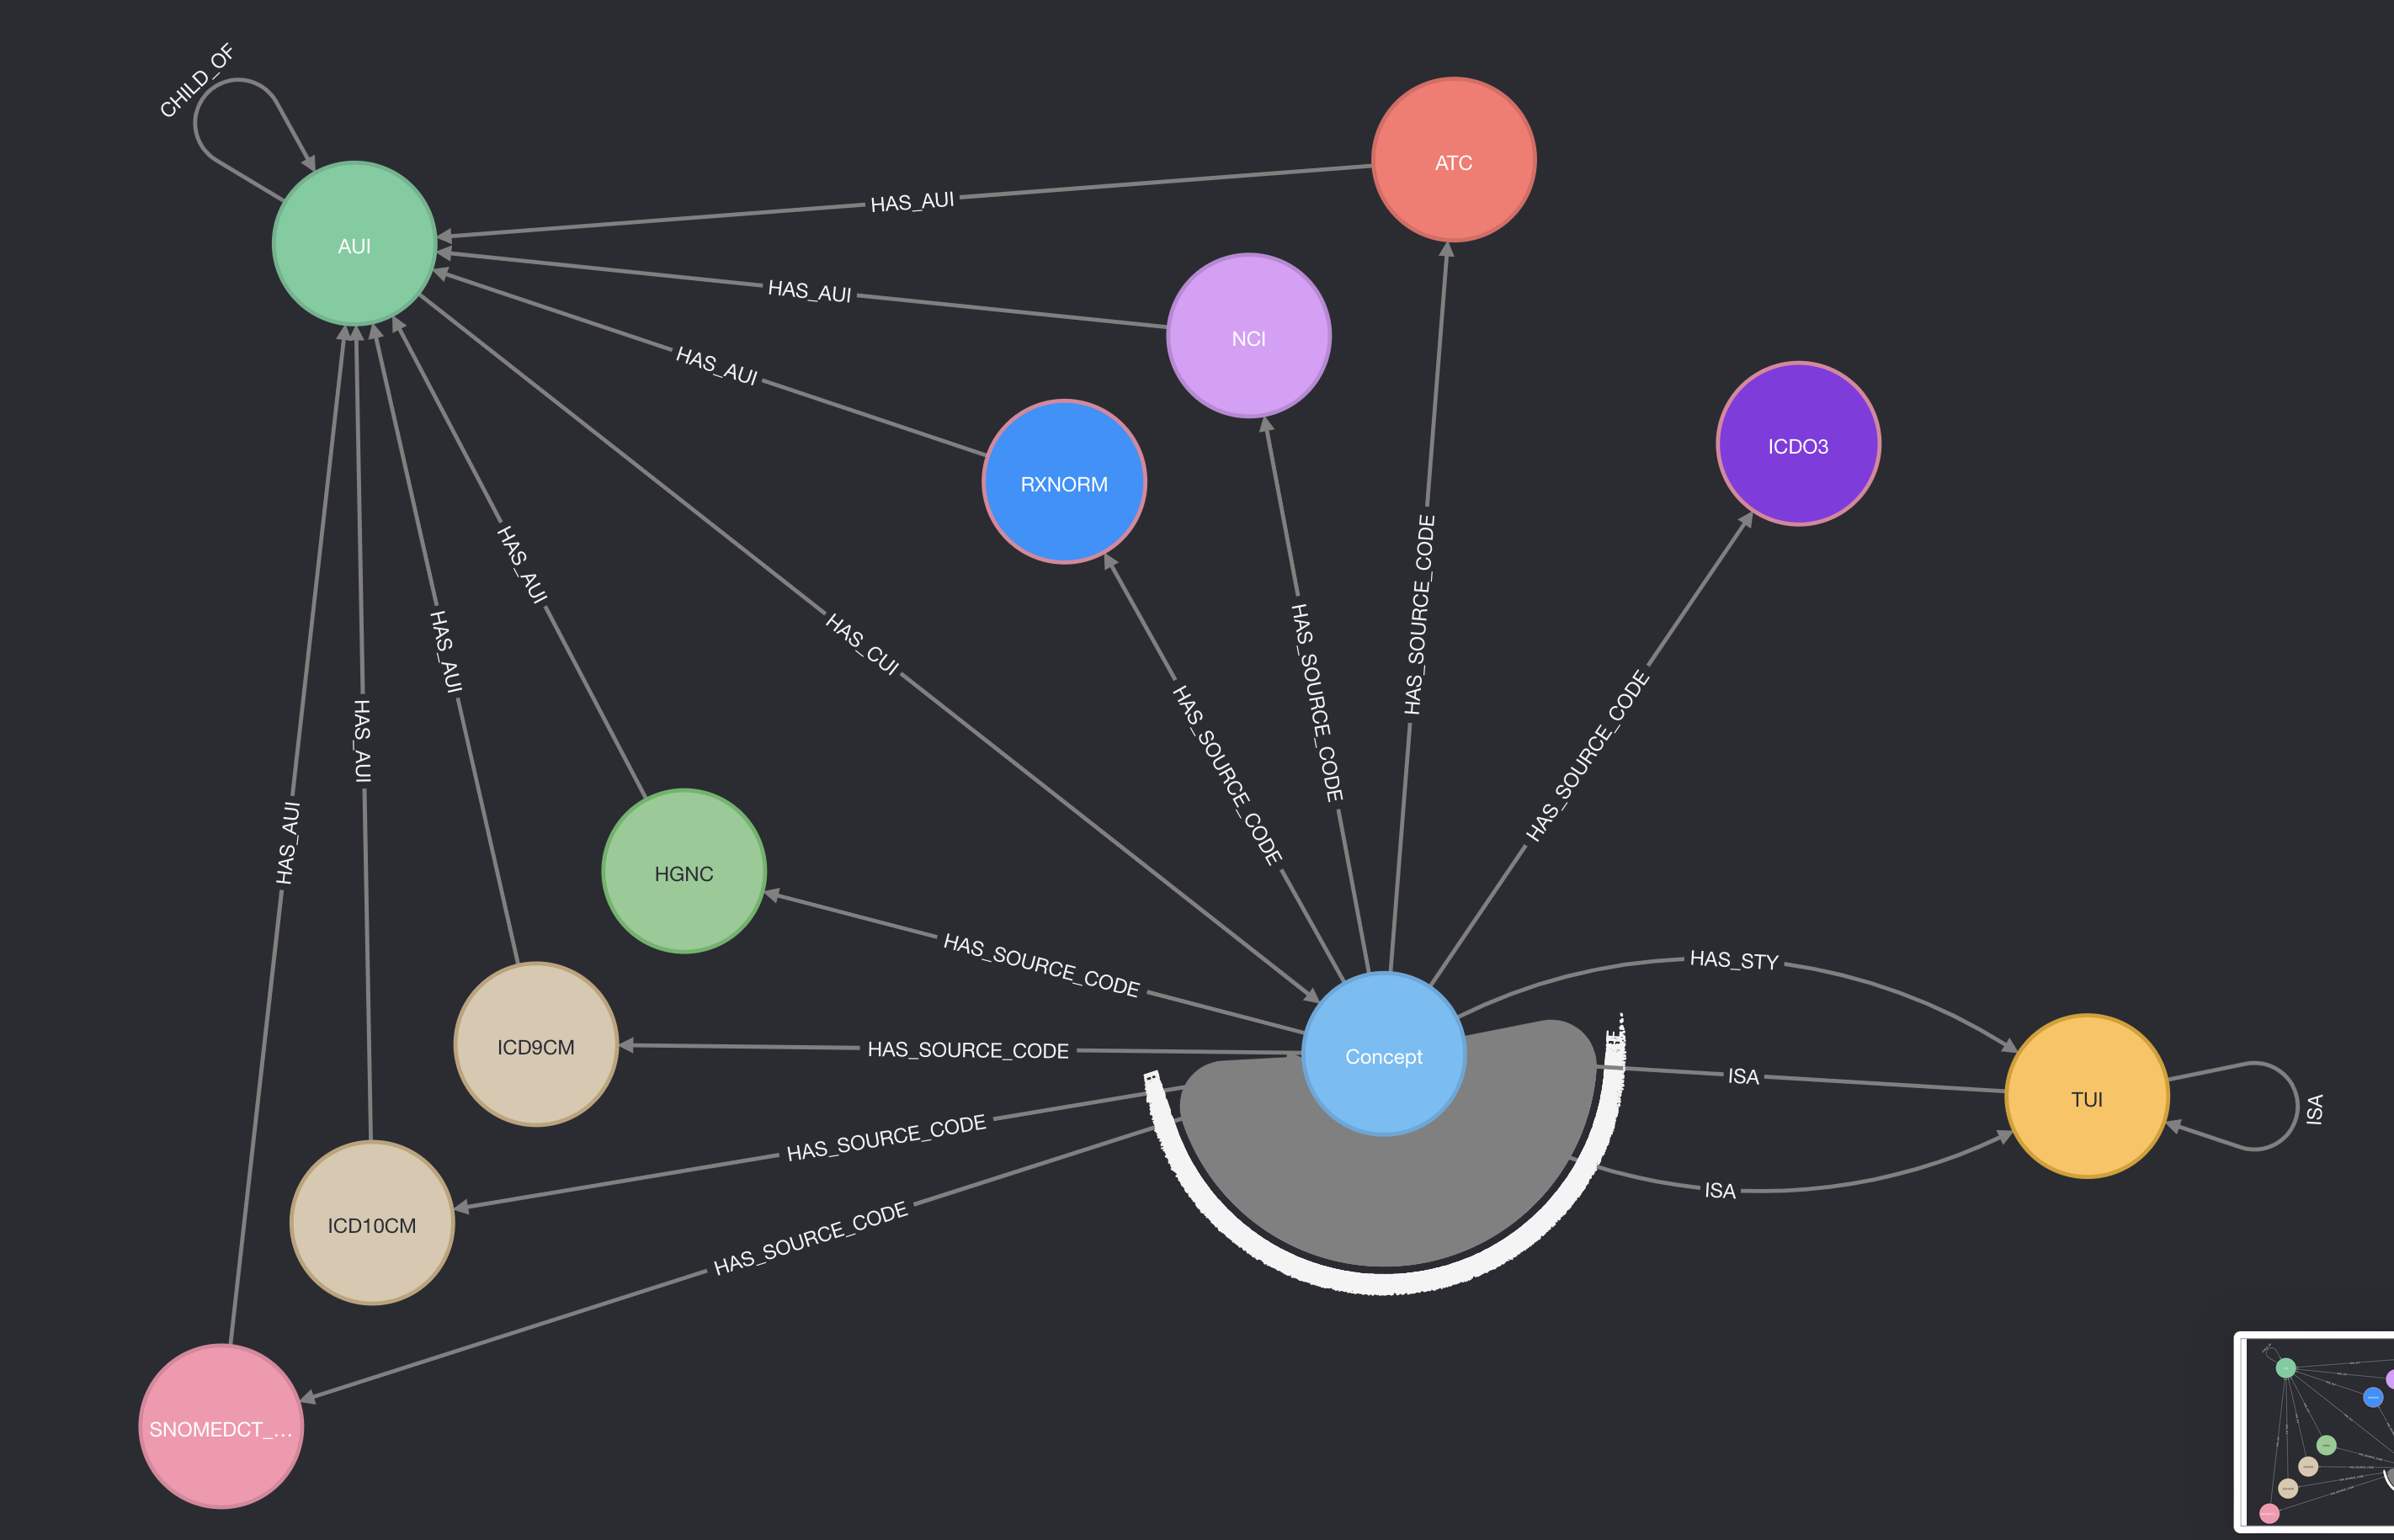 CHILD_OF
ATC
HAS_AUI
AUI
HAS_AUI
NCI
HAS_AUI
ICDO3
RXNORM
HAS_AUI
HAS_SOURCE_CODE
HAS_CUI
HAS_AUI
HAS_SOURCE_CODE
HAS_AUI
HAS_SOURCE_CODE
HAS_SOURCE_CODE
HAS_AUI
HGNC
HAS_SOURCE_CODE
HAS_STY
ICD9CM
HAS_SOURCE_CODE
Concept
ISA
TUI
ISA
HAS_SOURCE_CODE
ISA
ICD10CM
HAS_SOURCE_CODE
SNOMEDCT_...